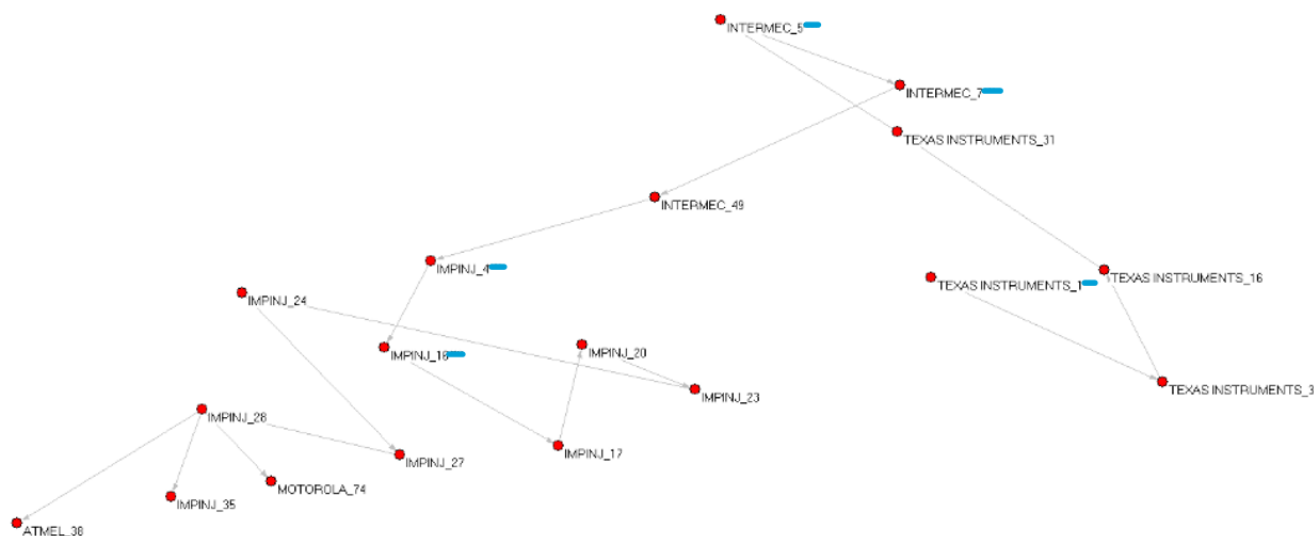 INTERMEC_5
INTERMEC_7
TEXAS INSTRUMENTS_31
INTERMEC_49
IMPINJ_4
TEXAS INSTRUMENTS_16
TEXAS INSTRUMENTS_1
IMPINJ_24
IMPINJ_16
IMPINJ_20
TEXAS INSTRUMENTS_3
IMPINJ_23
IMPINJ_28
IMPINJ_17
IMPINJ_27
MOTOROLA_74
IMPINJ_35
ATMEL_38